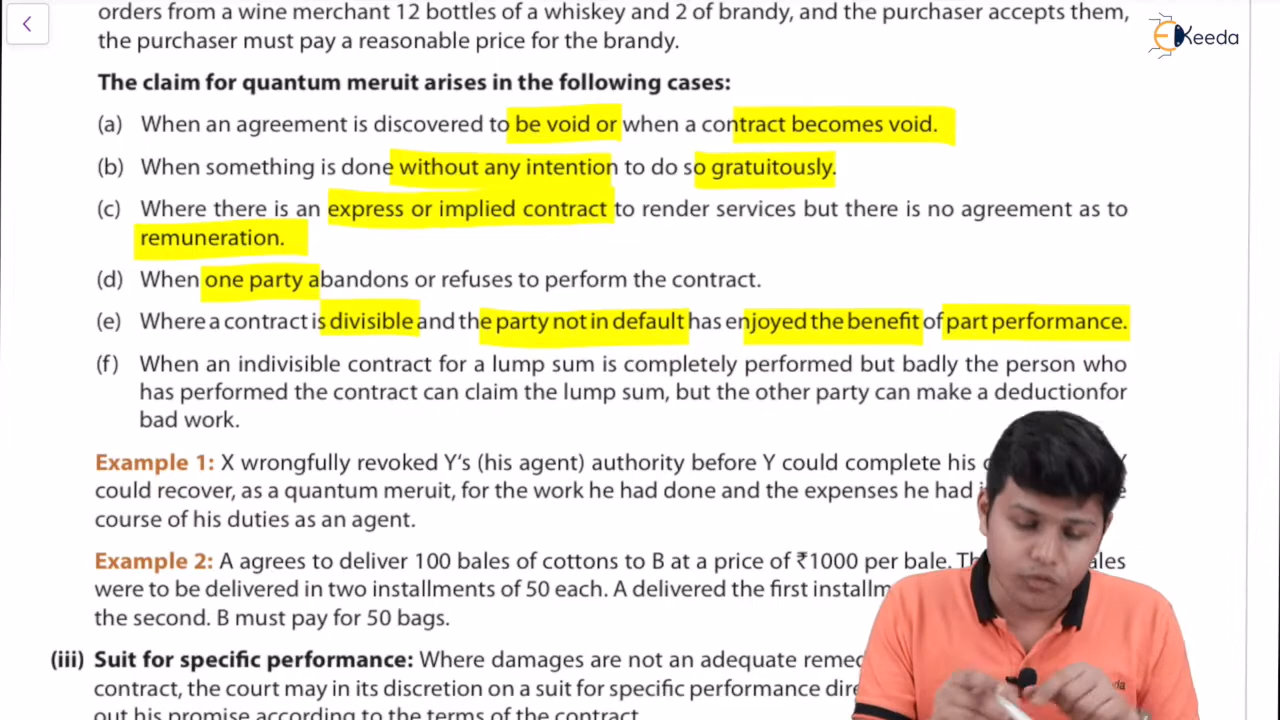 orders from a wine merchant 12 bottles of a whiskey and 2 of brandy, and the purchaser accepts them,
the purchaser must pay a reasonable price for the brandy.
Keeda
The claim for quantum meruit arises in the following cases:
(a) When an agreement is discovered to be void or when a contract becomes void.
(b) When something is done without any intention to do so gratuitously.
(c) Where there is an express or implied contract to render services but there is no agreement as to
remuneration.
(d) When one party abandons or refuses to perform the contract.
(e) Where a contract is divisible and the party not in default has enjoyed the benefit of part performance.
(f) When an indivisible contract for a lump sum is completely performed but badly the person who
has performed the contract can claim the lump sum, but the other party can make a deductionfor
bad work.
Example 1: X wrongfully revoked Y's (his agent) authority before Y could complete his
could recover, as a quantum meruit, for the work he had done and the expenses he had
course of his duties as an agent.
Example 2: A agrees to deliver 100 bales of cottons to B at a price of ₹1000 per bale.
were to be delivered in two installments of 50 each. A delivered the first
the second. B must pay for 50 bags.
(iii) Suit for specific performance: Where damages are not an adequate
contract, the court may in its discretion on a suit for specific performance
out his promise according to the terms of the contract.